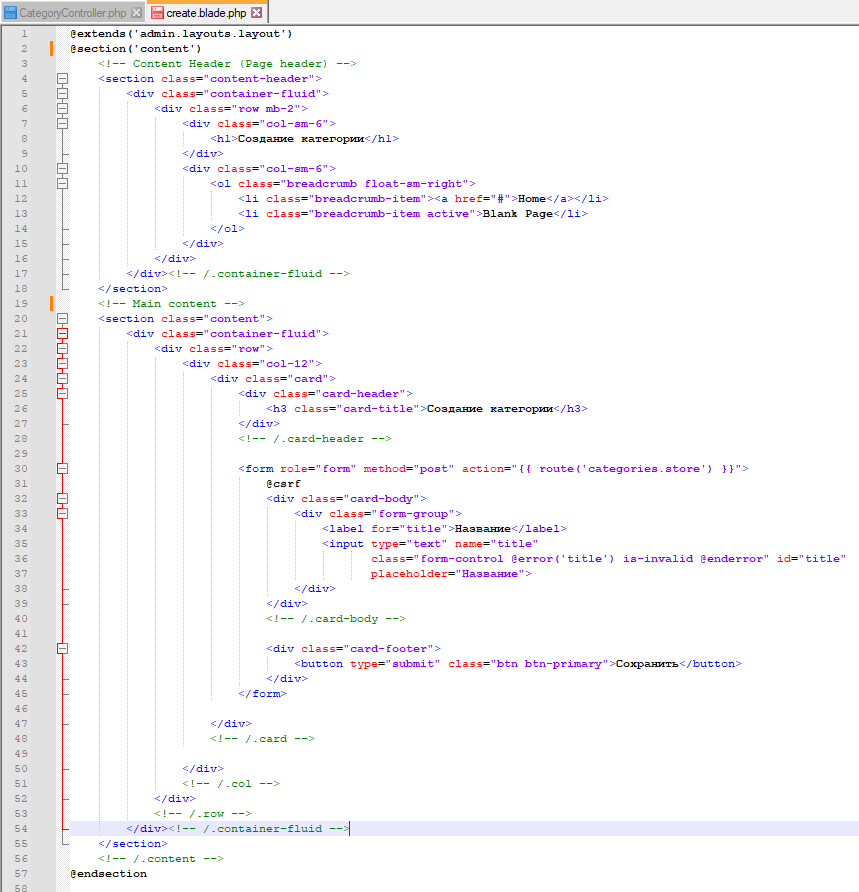 CategoryController.php create.blade.php
1 @extends('admin.layouts.layout')
2 @section('content')
3 <!-- Content Header (Page header) -->
4 <section class="content-header">
5 <div class="container-fluid">
6 <div class="row mb-2">
7 <div class="col-sm-6">
8 <h1>Создание категории</h1>
9 </div>
10 <div class="col-sm-6">
11 <ol class="breadcrumb float-sm-right">
12 <li class="breadcrumb-item"><a href="#">Home</a></li>
13 <li class="breadcrumb-item active">Blank Page</li>
14 </ol>
15 </div>
16 </div>
17 </div><!-- /.container-fluid -->
18 </section>
19 <!-- Main content -->
20 <section class="content">
21 <div class="container-fluid">
22 <div class="row">
23 <div class="col-12">
24 <div class="card">
25 <div class="card-header">
26 <h3 class="card-title">Создание категории</h3>
27 </div>
28 <!-- /.card-header -->
29
30 <form role="form" method="post" action="{{ route('categories.store') }}">
31 @csrf
32 <div class="card-body">
33 <div class="form-group">
34 <label for="title">Название</label>
35 <input type="text" name="title"
36 class="form-control @error('title') is-invalid @enderror" id="title"
37 placeholder="Название">
38 </div>
39 </div>
40 <!-- /.card-body -->
41
42 <div class="card-footer">
43 <button type="submit" class="btn btn-primary">Сохранить</button>
44 </div>
45 </form>
46
47 </div>
48 <!-- /.card -->
49
50 </div>
51 <!-- /.col -->
52 </div>
53 <!-- /.row -->
54 </div><!-- /.container-fluid -->
55 </section>
56 <!-- /.content -->
57 @endsection
58